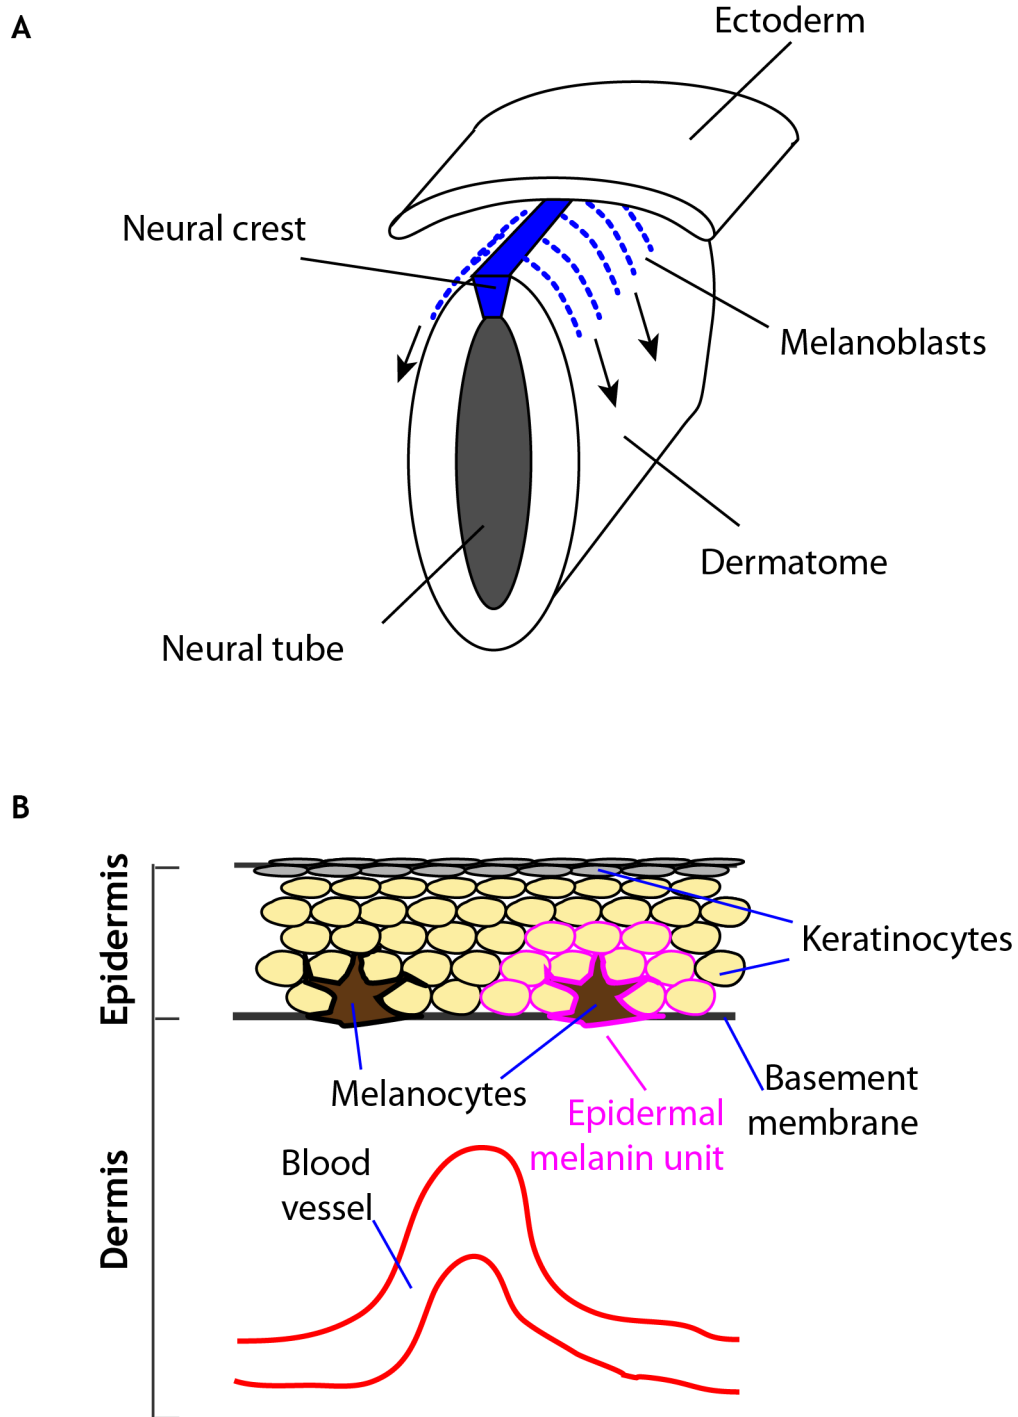 A
Ectoderm
Neural crest
Melanoblasts
Dermatome
Neural tube
B
Epidermis
Keratinocytes
Melanocytes
Basement
membrane
Epidermal
melanin unit
Dermis
Blood
vessel